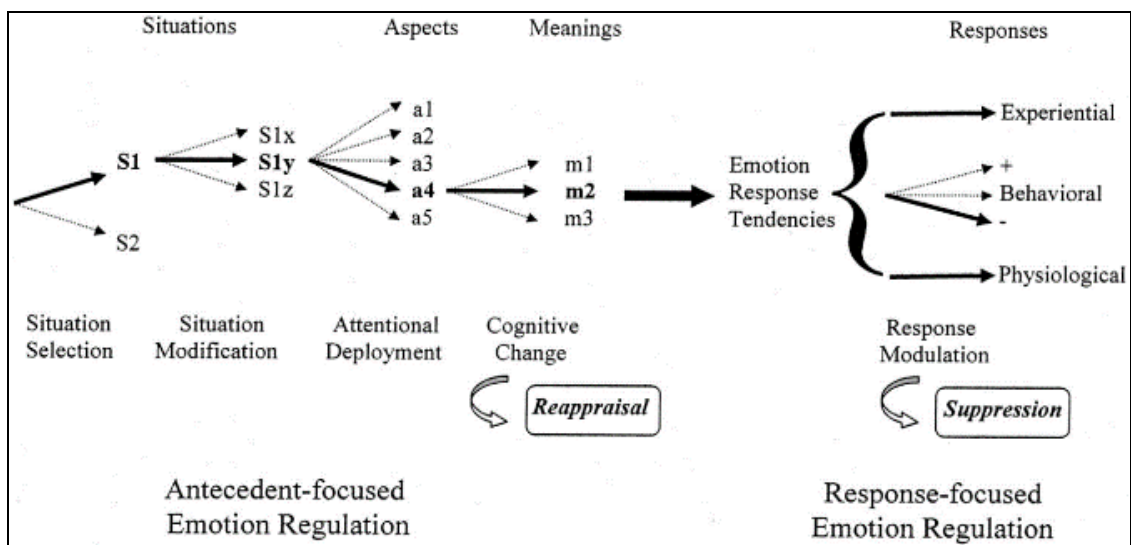 Situations Aspects Meanings Responses
a1 Experiential
S1x a2
S1 S1y a3 m1 Emotion +
a4 m2 Response Behavioral
S1z a5 m3 Tendencies -
S2
Physiological
Situation Situation Attentional Cognitive Response
Selection Modification Deployment Change Modulation
Reappraisal Suppression
Antecedent-focused Response-focused
Emotion Regulation Emotion Regulation